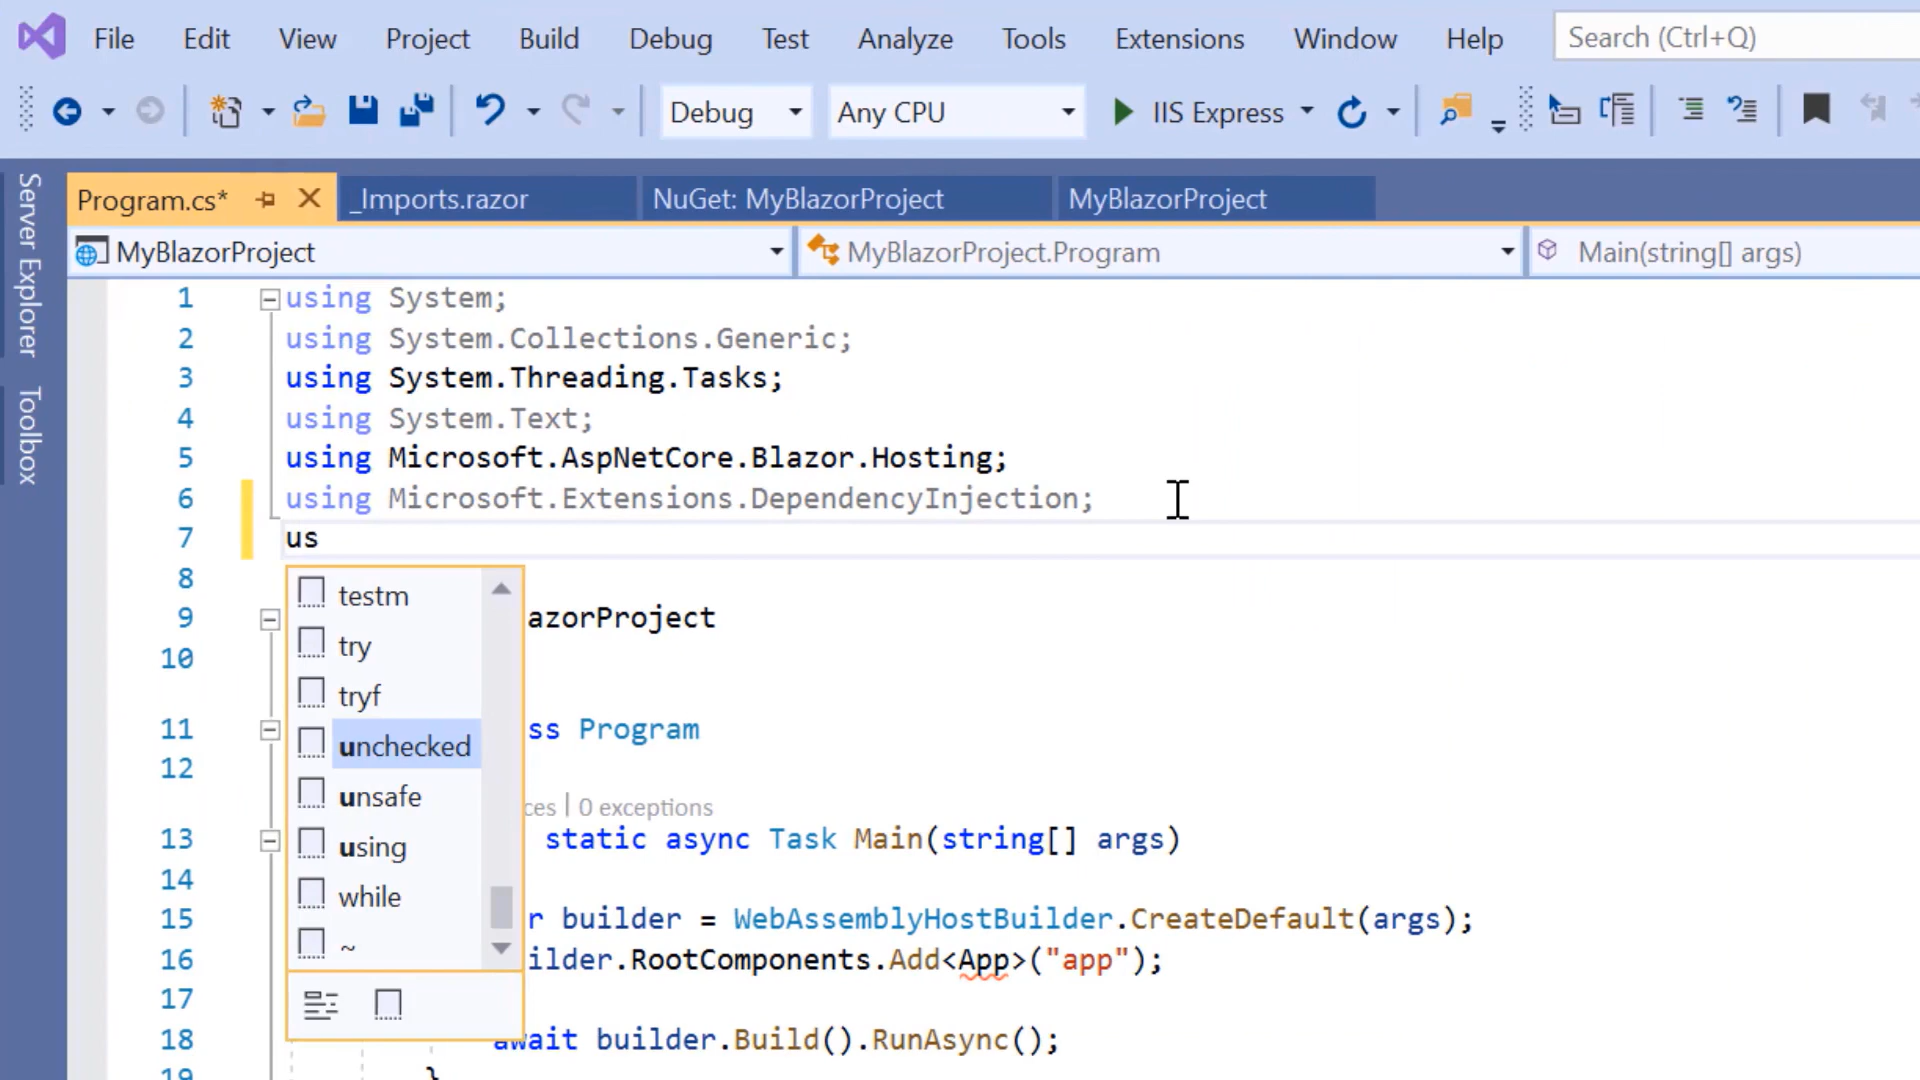 File Edit View Project Build Debug Test Analyze Tools Extensions Window Help Search (Ctrl+Q)
Debug Any CPU IIS Express
Program.cs* _Imports.razor NuGet: MyBlazorProject MyBlazorProject
Server Explorer
Toolbox
MyBlazorProject MyBlazorProject.Program Main(string[] args)
1 using System;
2 using System.Collections.Generic;
3 using System.Threading.Tasks;
4 using System.Text;
5 using Microsoft.AspNetCore.Blazor.Hosting;
6 using Microsoft.Extensions.DependencyInjection;
7 us
8
testm
9 azorProject
try
10
tryf
11 ss Program
unchecked
12
unsafe
ces | 0 exceptions
13 static async Task Main(string[] args)
using
14
while
15 r builder = WebAssemblyHostBuilder.CreateDefault(args);
~
16 ilder.RootComponents.Add<App>("app");
17
18 await builder.Build().RunAsync();
19 }